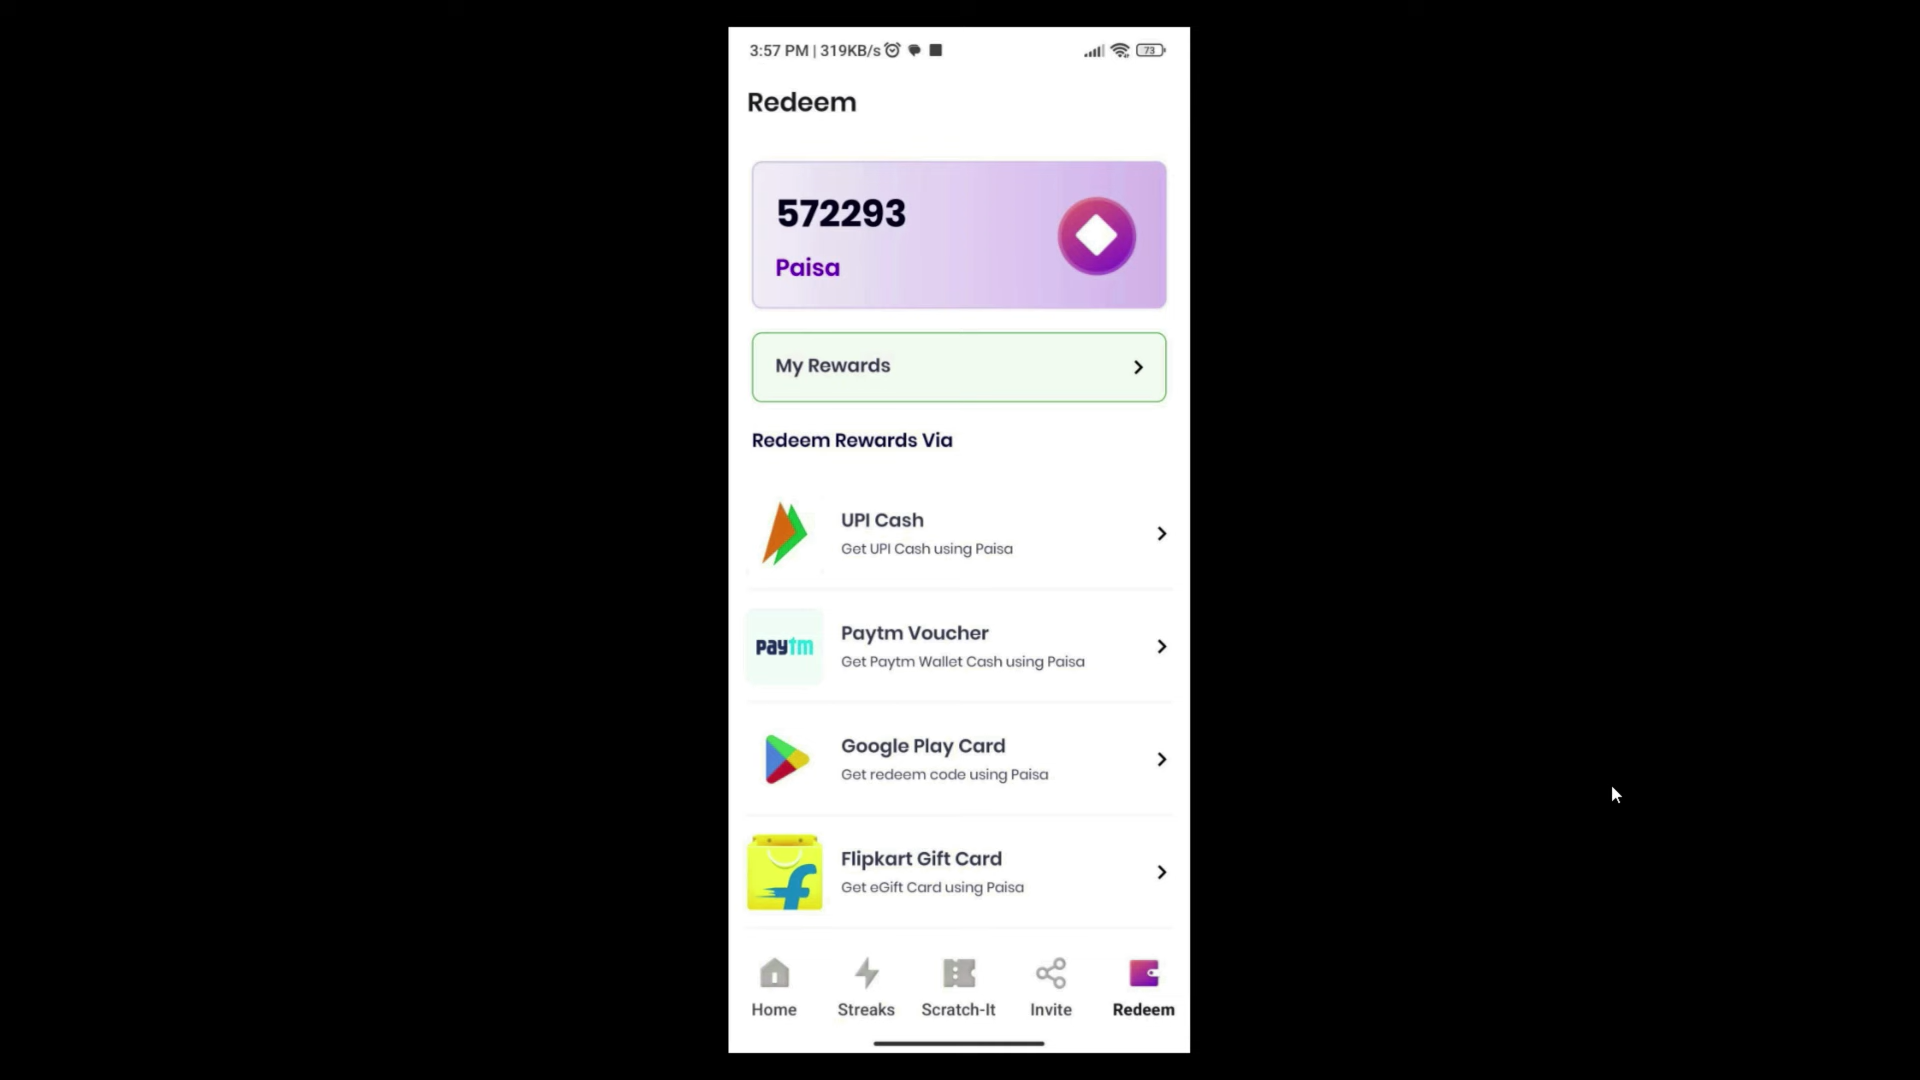 3:57 PM | 319KB/s
73
Redeem
572293
Paisa
My Rewards
Redeem Rewards Via
UPI Cash
Get UPI Cash using Paisa
paytm
Paytm Voucher
Get Paytm Wallet Cash using Paisa
Google Play Card
Get redeem code using Paisa
f
Flipkart Gift Card
Get eGift Card using Paisa
Home
Streaks
Scratch-It
Invite
Redeem